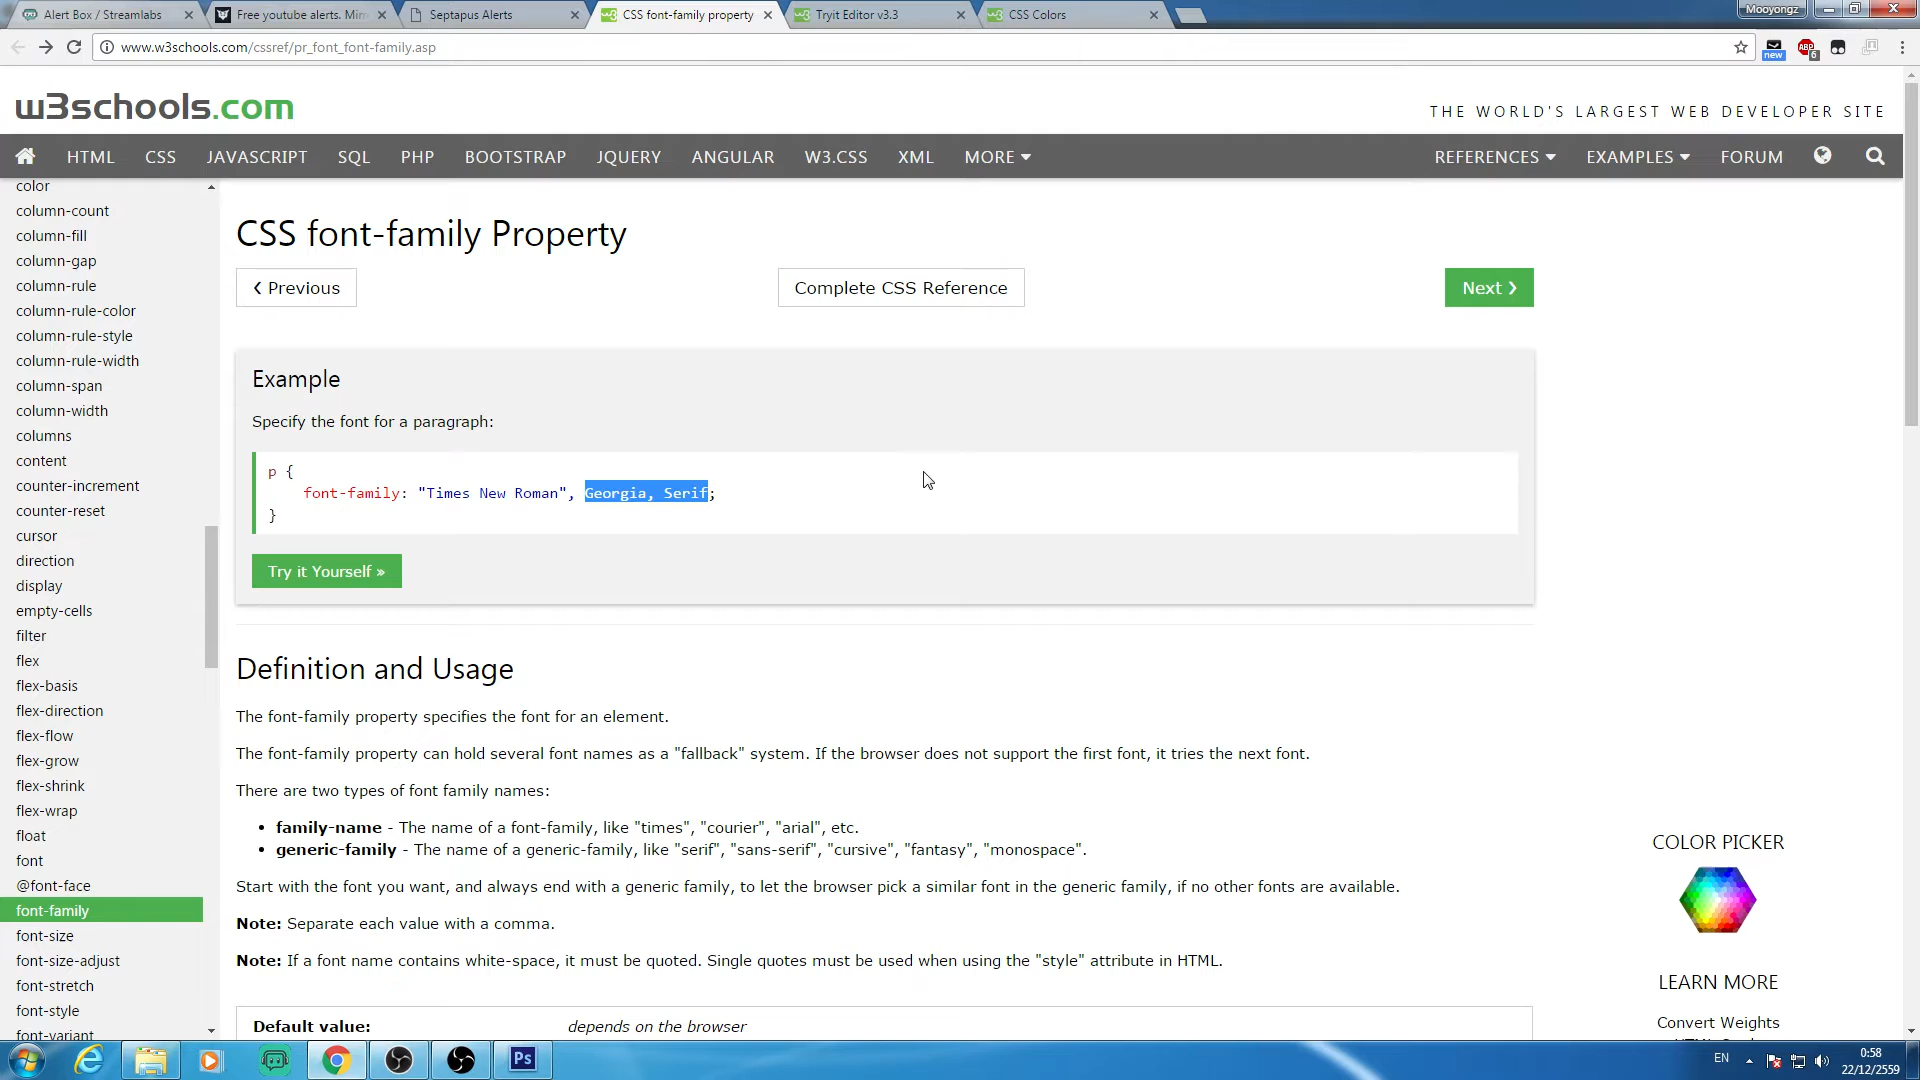 Alert Box / Streamlabs
Free youtube alerts.
Septapus Alerts
CSS font-family property
Tryit Editor v3.3
CSS Colors
Mooyongz
www.w3schools.com/cssref/pr_font_font-family.asp
new
ABP
6
w3schools.com
THE WORLD'S LARGEST WEB DEVELOPER SITE
HTML CSS JAVASCRIPT SQL PHP BOOTSTRAP JQUERY ANGULAR W3.CSS XML MORE REFERENCES EXAMPLES FORUM
color
column-count
column-fill
column-gap
column-rule
column-rule-color
column-rule-style
column-rule-width
column-span
column-width
columns
content
counter-increment
counter-reset
cursor
direction
display
empty-cells
filter
flex
flex-basis
flex-direction
flex-flow
flex-grow
flex-shrink
flex-wrap
float
font
@font-face
font-family
font-size
font-size-adjust
font-stretch
font-style
font-variant
CSS font-family Property
❮ Previous
Complete CSS Reference
Next ❯
Example
Specify the font for a paragraph:
p {
font-family: "Times New Roman", Georgia, Serif;
}
Try it Yourself »
Definition and Usage
The font-family property specifies the font for an element.
The font-family property can hold several font names as a "fallback" system. If the browser does not support the first font, it tries the next font.
There are two types of font family names:
• family-name - The name of a font-family, like "times", "courier", "arial", etc.
• generic-family - The name of a generic-family, like "serif", "sans-serif", "cursive", "fantasy", "monospace".
Start with the font you want, and always end with a generic family, to let the browser pick a similar font in the generic family, if no other fonts are available.
Note: Separate each value with a comma.
Note: If a font name contains white-space, it must be quoted. Single quotes must be used when using the "style" attribute in HTML.
Default value: depends on the browser
COLOR PICKER
LEARN MORE
Convert Weights
Ps
EN
0:58
22/12/2559